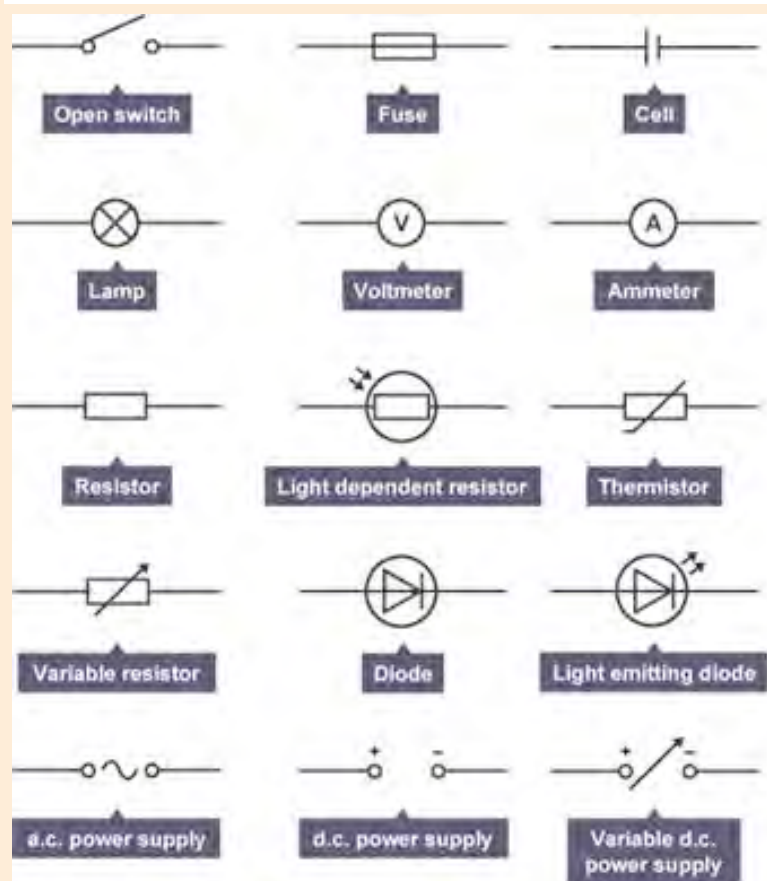 Open switch
Fuse
Cell
V
A
Lamp
Voltmeter
Ammeter
Resistor
Light dependent resistor
Thermistor
Variable resistor
Diode
Light emitting diode
+ −
+ −
a.c. power supply
d.c. power supply
Variable d.c.
power supply